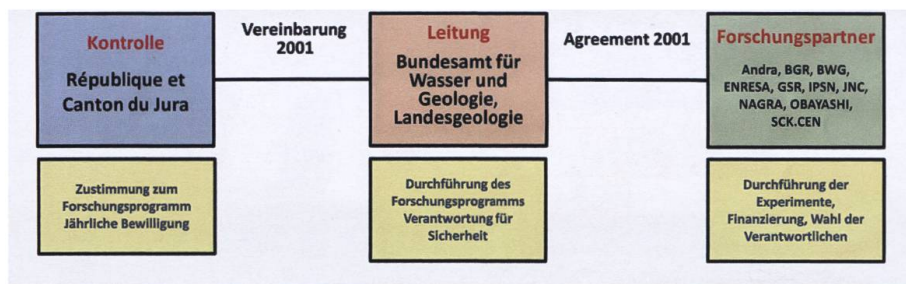 Kontrolle
République et
Canton du Jura
Vereinbarung
2001
Leitung
Bundesamt für
Wasser und
Geologie,
Landesgeologie
Agreement 2001
Forschungspartner
Andra, BGR, BWG,
ENRESA, GSR, IPSN, JNC,
NAGRA, OBAYASHI,
SCK.CEN
Zustimmung zum
Forschungsprogramm
Jährliche Bewilligung
Durchführung des
Forschungsprogramms
Verantwortung für
Sicherheit
Durchführung der
Experimente,
Finanzierung, Wahl der
Verantwortlichen